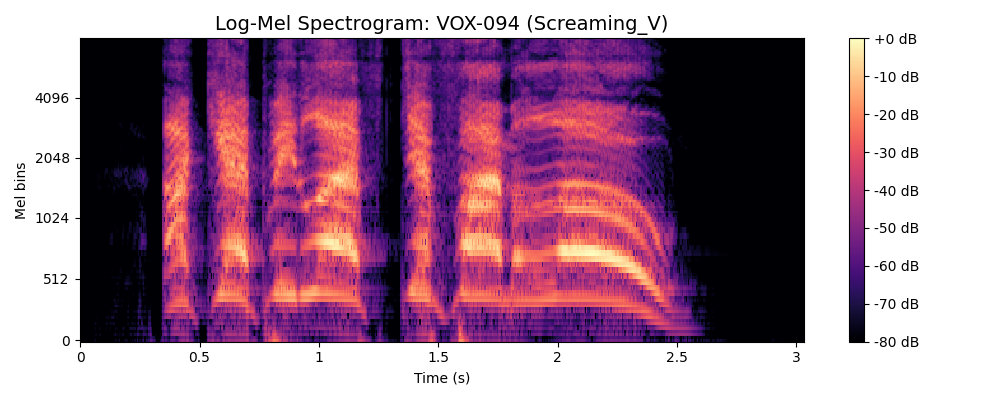 Log-Mel Spectrogram: VOX-094 (Screaming_V)
Mel bins
4096
2048
1024
512
0
0
0.5
1
1.5
2
2.5
3
Time (s)
+0 dB
-10 dB
-20 dB
-30 dB
-40 dB
-50 dB
-60 dB
-70 dB
-80 dB